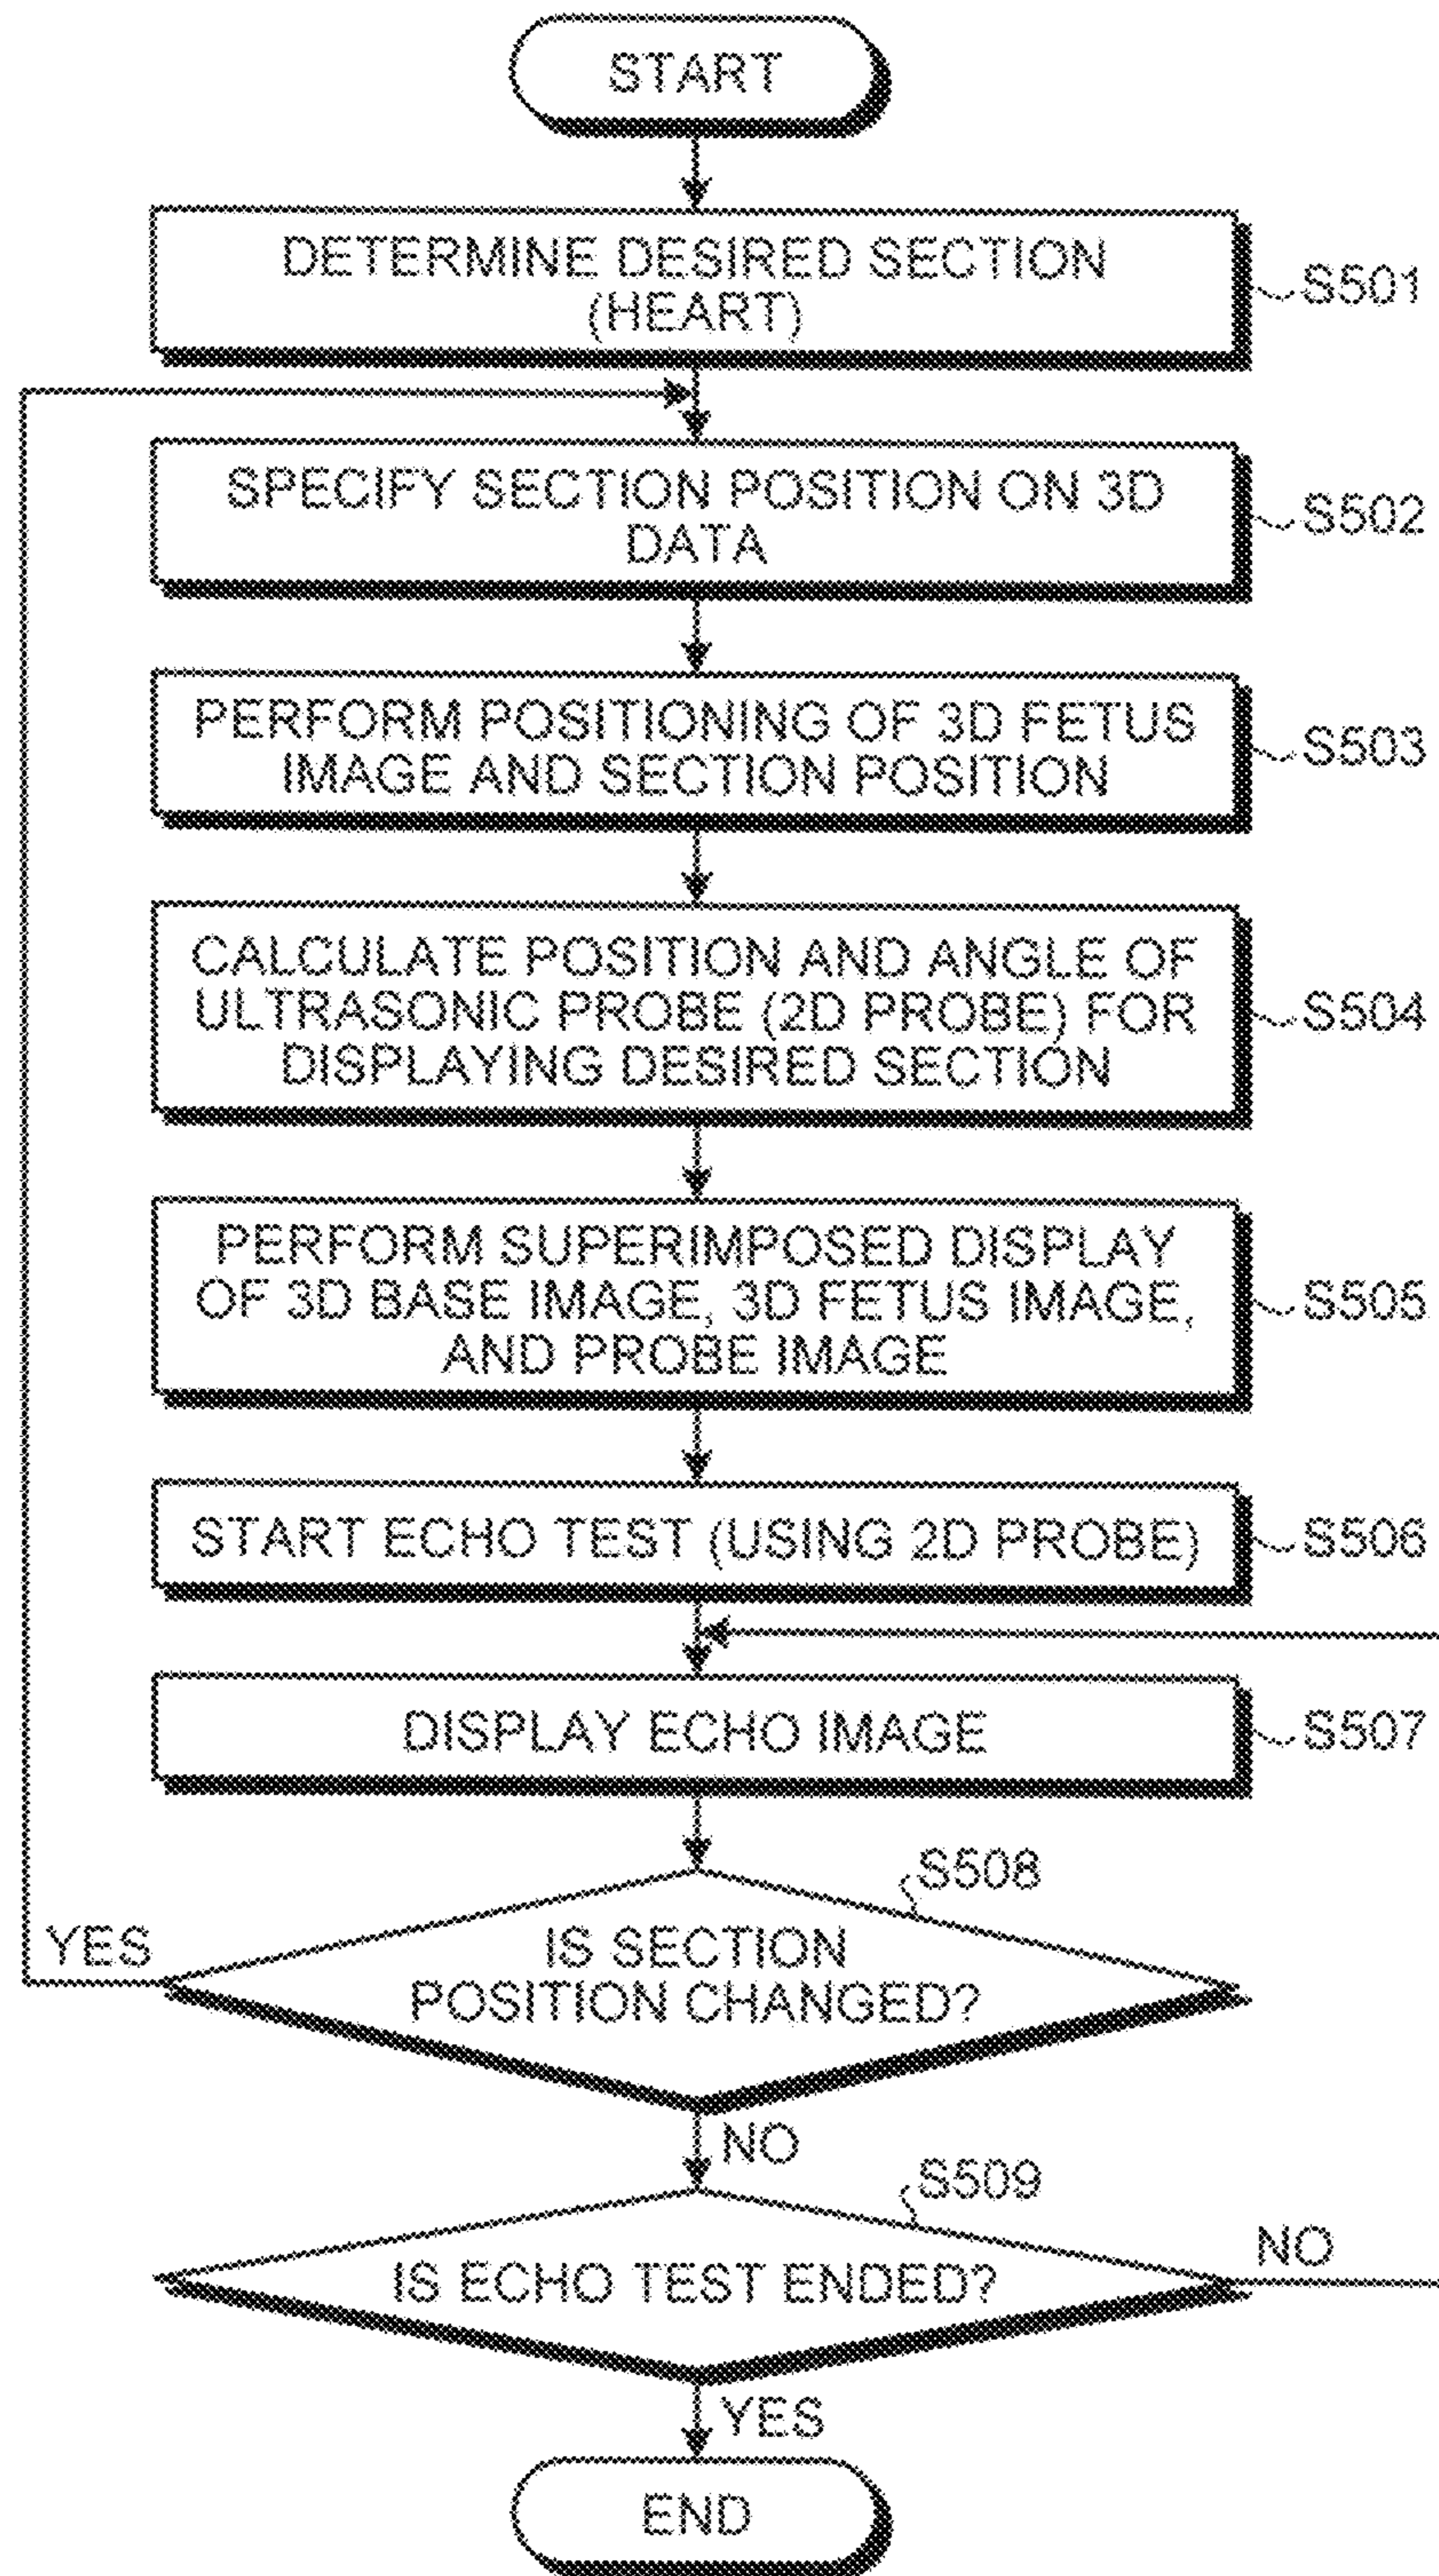 START
DETERMINE DESIRED SECTION
(HEART)
S501
SPECIFY SECTION POSITION ON 3D
DATA
S502
PERFORM POSITIONING OF 3D FETUS
IMAGE AND SECTION POSITION
S503
CALCULATE POSITION AND ANGLE OF
ULTRASONIC PROBE (2D PROBE) FOR
DISPLAYING DESIRED SECTION
S504
PERFORM SUPERIMPOSED DISPLAY
OF 3D BASE IMAGE, 3D FETUS IMAGE,
AND PROBE IMAGE
S505
START ECHO TEST (USING 2D PROBE)
S506
DISPLAY ECHO IMAGE
S507
S508
YES
IS SECTION
POSITION CHANGED?
NO
S509
NO
IS ECHO TEST ENDED?
YES
END